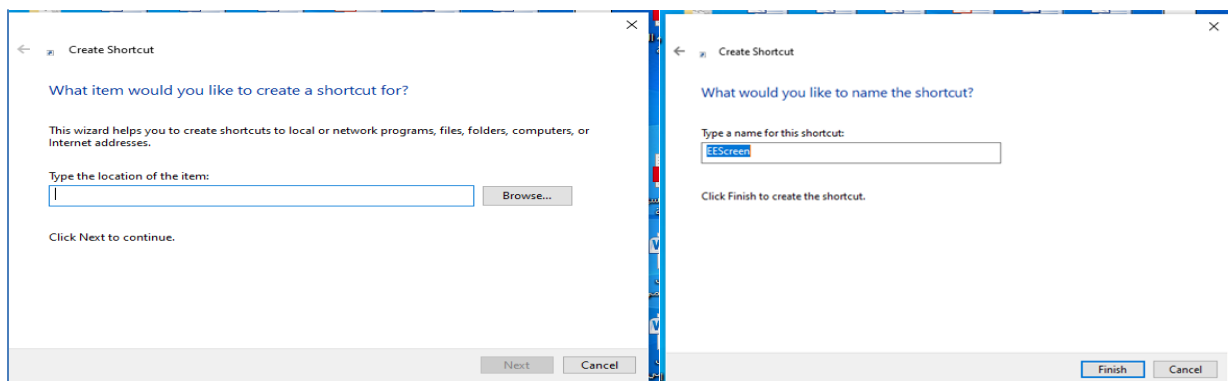 Create Shortcut
What item would you like to create a shortcut for?
This wizard helps you to create shortcuts to local or network programs, files, folders, computers, or
Internet addresses.
Type the location of the item:
Browse...
Click Next to continue.
Next
Cancel
Create Shortcut
What would you like to name the shortcut?
Type a name for this shortcut:
EEScreen
Click Finish to create the shortcut.
Finish
Cancel